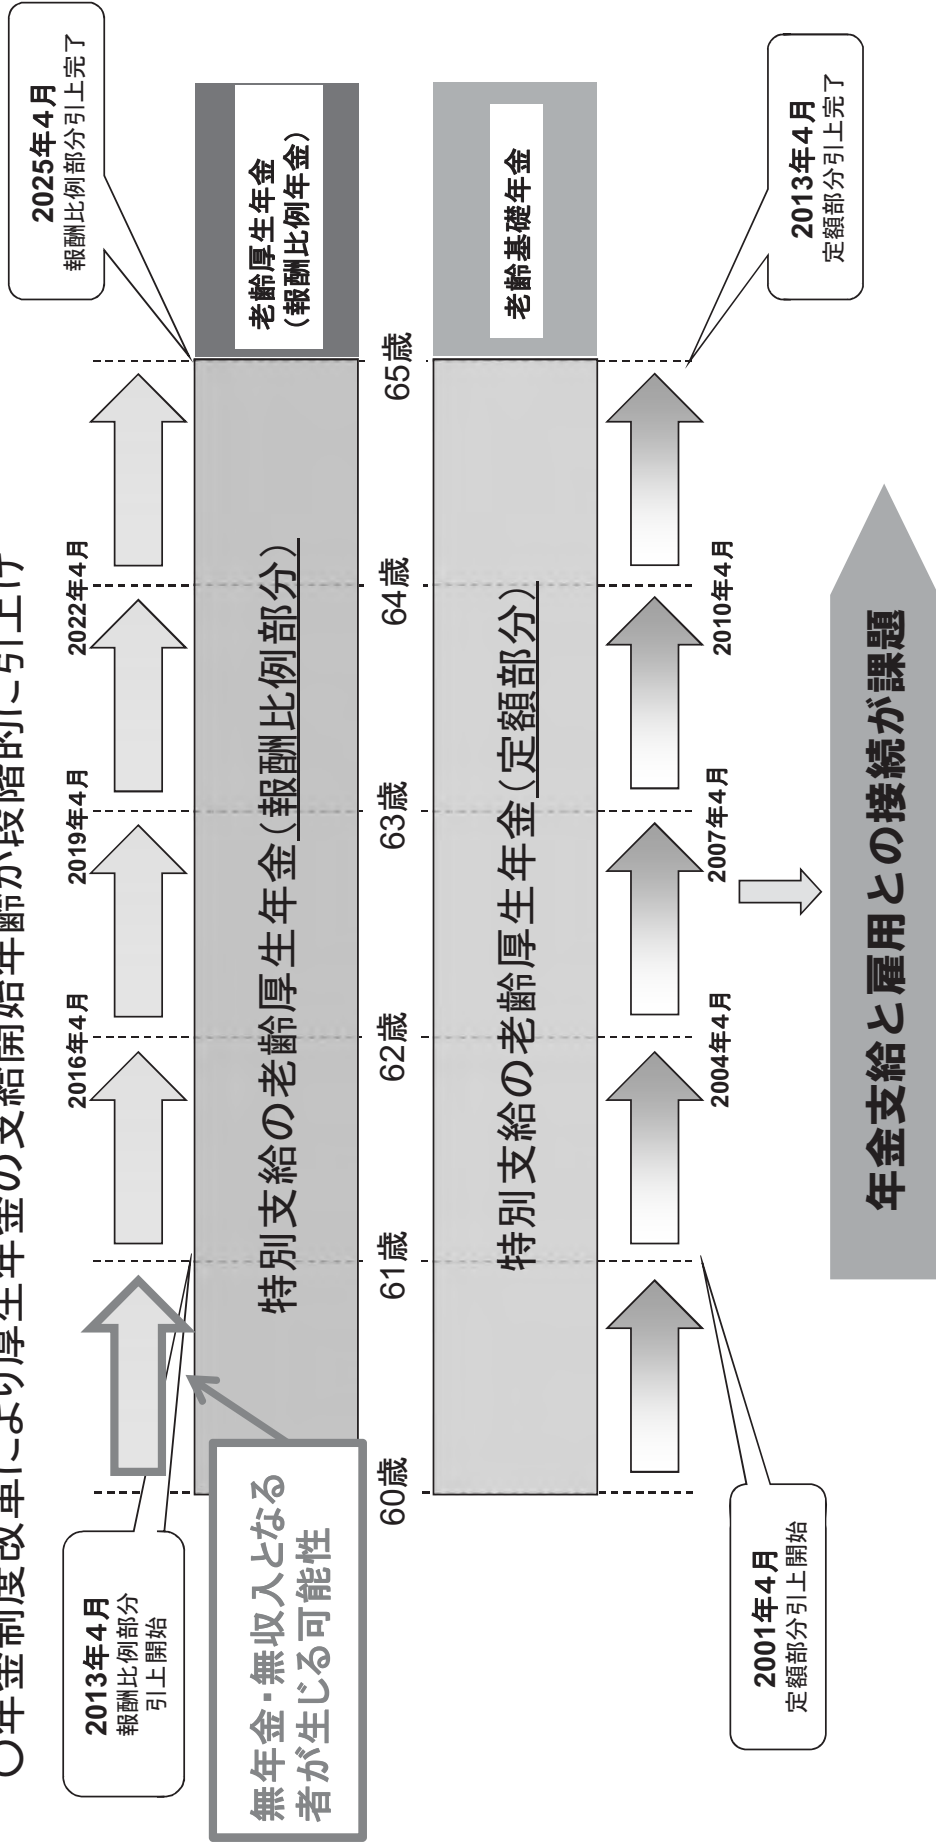 〇年金制度改革により厚生年金の支給開始年齢が段階的に引上げ
2013年４月
報酬比例部分
引上開始
2016年４月
2019年４月
2022年４月
2025年４月
報酬比例部分引上完了
無年金・無収入となる
者が生じる可能性
特別支給の老齢厚生年金（報酬比例部分）
老齢厚生年金
（報酬比例年金）
60歳
61歳
62歳
63歳
64歳
65歳
特別支給の老齢厚生年金（定額部分）
老齢基礎年金
2001年４月
定額部分引上開始
2004年４月
2007年４月
2010年４月
2013年４月
定額部分引上完了
年金支給と雇用との接続が課題